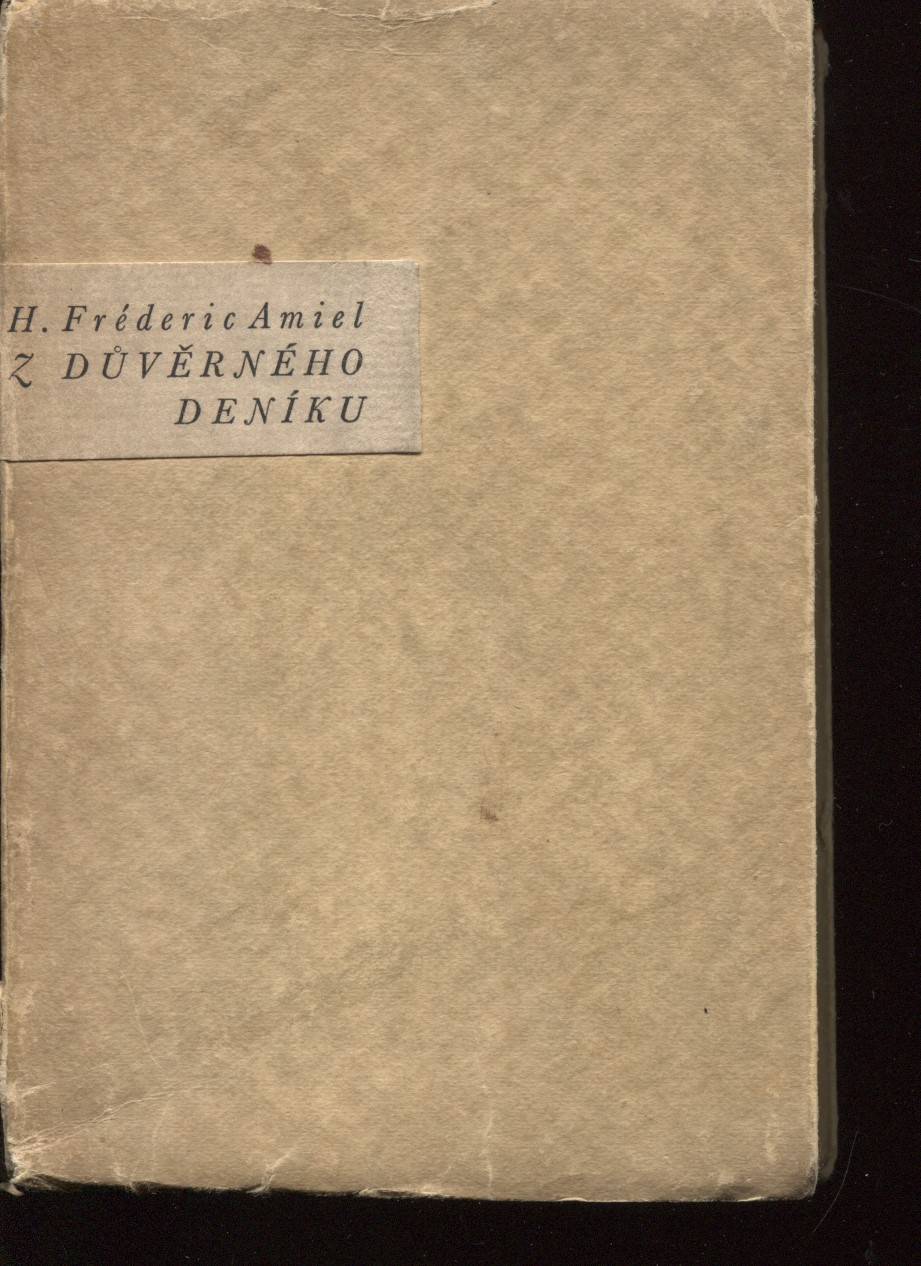 H. Fréderic Amiel
Z DŮVĚRNÉHO
DENÍKU